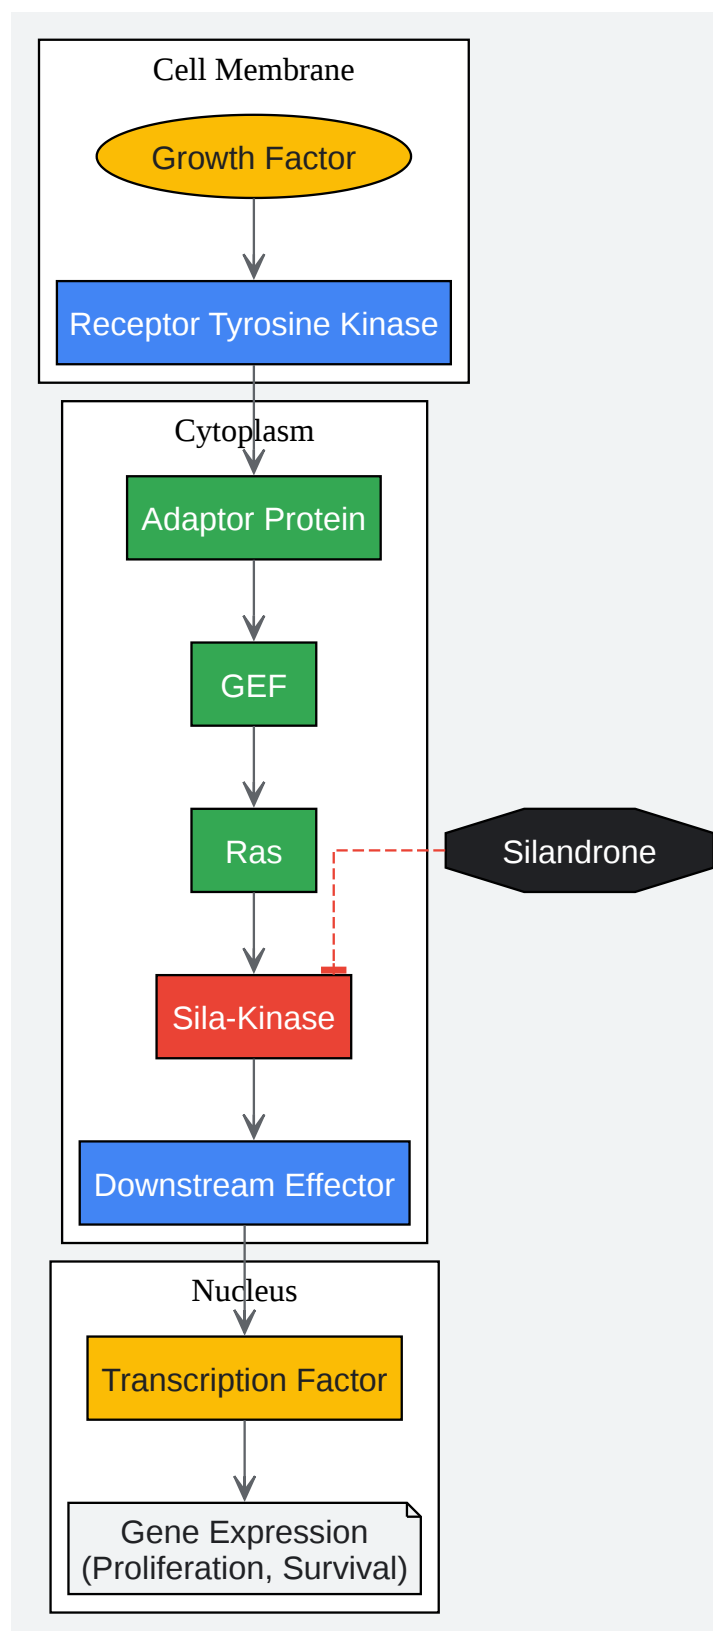 Cell Membrane
Growth Factor
Receptor Tyrosine Kinase
Cytoplasm
Adaptor Protein
GEF
Ras
Silandrone
Sila-Kinase
Downstream Effector
Nucleus
Transcription Factor
Gene Expression
(Proliferation, Survival)